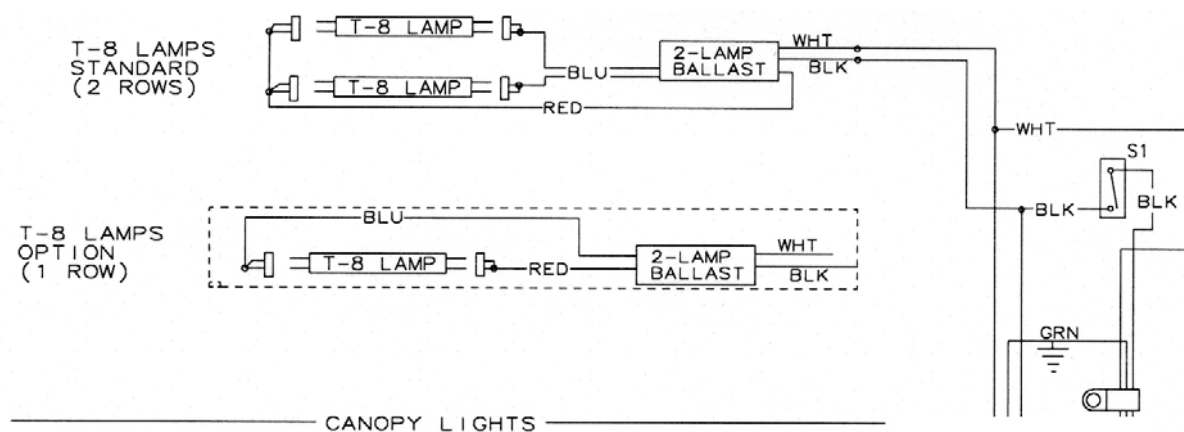 T-8 LAMPS
STANDARD
(2 ROWS)
T-8 LAMP
T-8 LAMP
BLU
RED
2-LAMP
BALLAST
WHT
BLK
WHT
S1
BLK
BLK
T-8 LAMPS
OPTION
(1 ROW)
BLU
T-8 LAMP
RED
2-LAMP
BALLAST
WHT
BLK
GRN
CANOPY LIGHTS